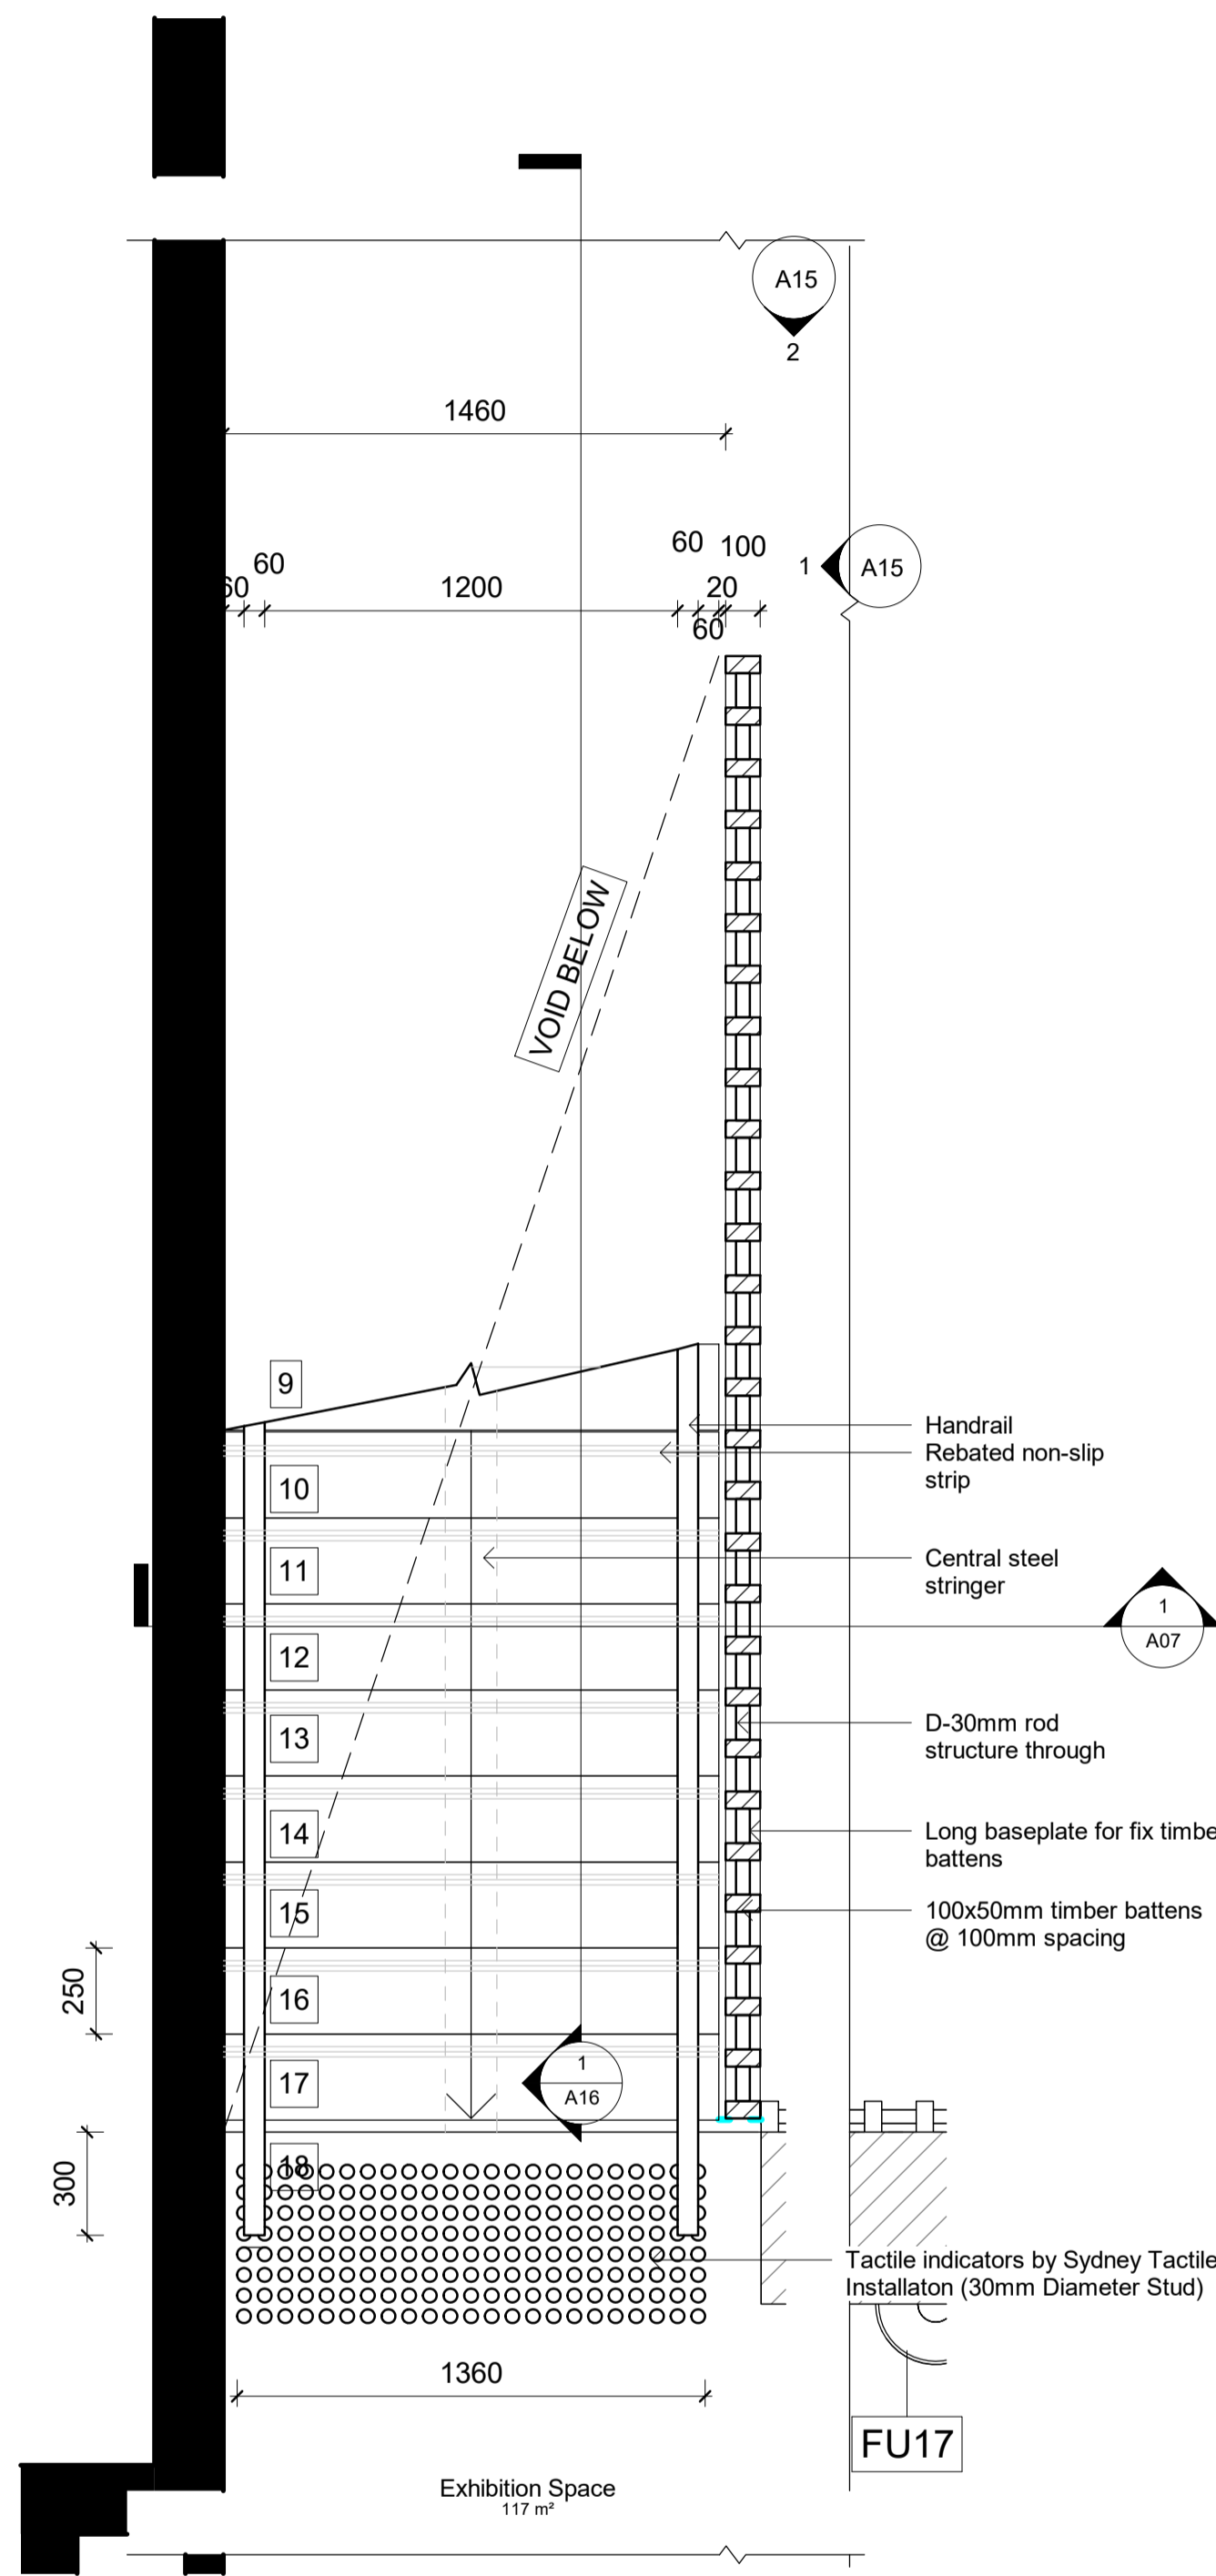 A15
2
1460
60
60
1200
60
100
20
60
1
A15
VOID BELOW
9
Handrail
Rebated non-slip
strip
10
11
Central steel
stringer
1
A07
12
13
D-30mm rod
structure through
14
Long baseplate for fix timbe
battens
15
100x50mm timber battens
@ 100mm spacing
250
16
17
1
A16
18
300
Tactile indicators by Sydney Tactile
Installaton (30mm Diameter Stud)
1360
FU17
Exhibition Space
117 m²